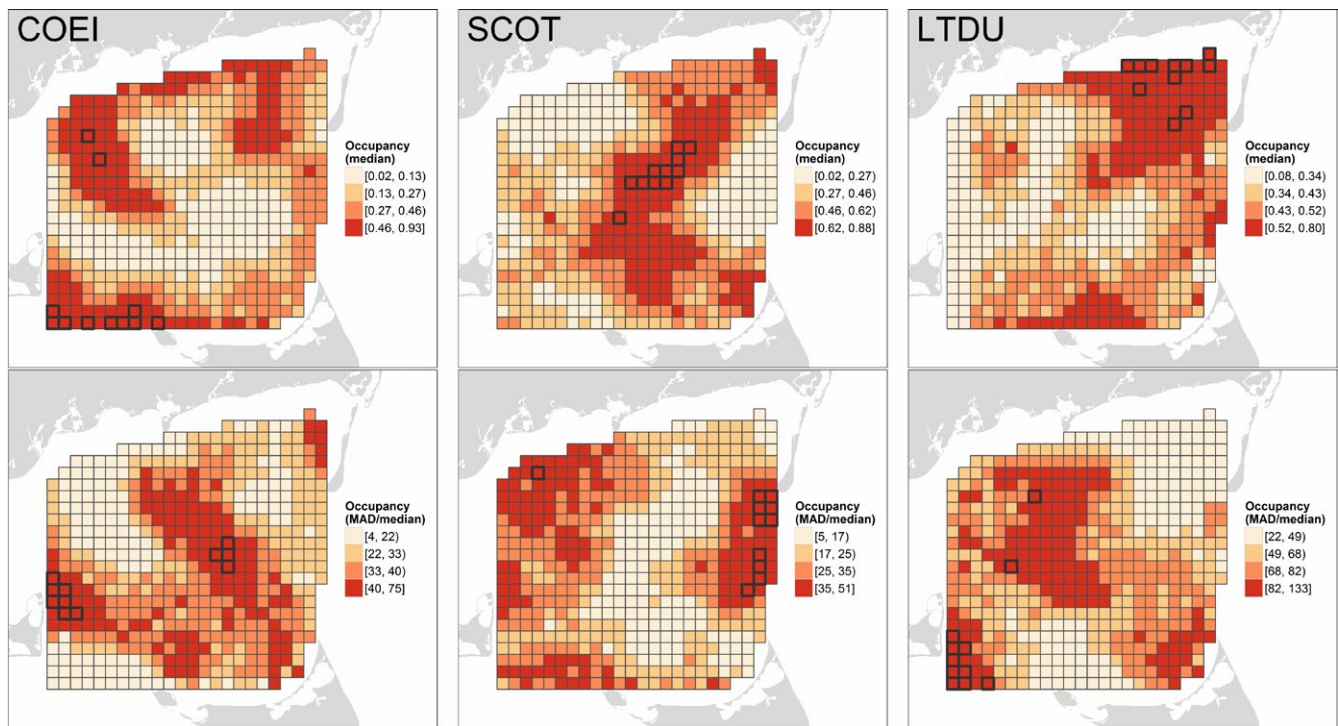 COEI
Occupancy
(median)
[0.02, 0.13)
[0.13, 0.27)
[0.27, 0.46)
[0.46, 0.93]
SCOT
Occupancy
(median)
[0.02, 0.27)
[0.27, 0.46)
[0.46, 0.62)
[0.62, 0.88]
LTDU
Occupancy
(median)
[0.08, 0.34)
[0.34, 0.43)
[0.43, 0.52)
[0.52, 0.80]
Occupancy
(MAD/median)
[4, 22)
[22, 33)
[33, 40)
[40, 75]
Occupancy
(MAD/median)
[5, 17)
[17, 25)
[25, 35)
[35, 51]
Occupancy
(MAD/median)
[22, 49)
[49, 68)
[68, 82)
[82, 133]